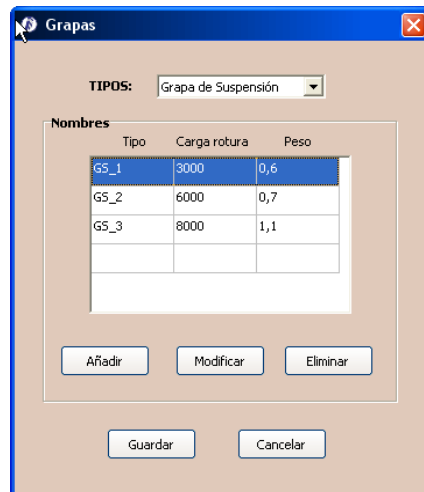 Grapas
TIPOS: Grapa de Suspensión
Nombres
Tipo Carga rotura Peso
GS_1 3000 0,6
GS_2 6000 0,7
GS_3 8000 1,1
Añadir Modificar Eliminar
Guardar Cancelar